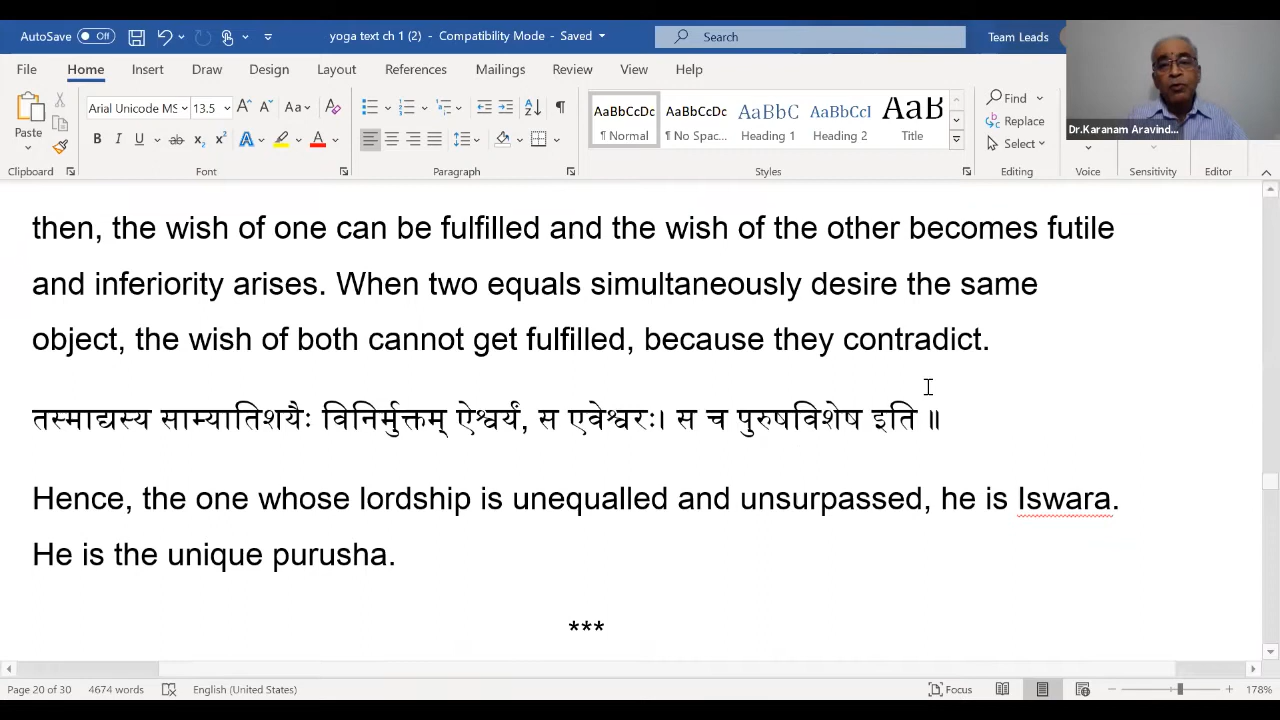 AutoSave Off yoga text ch 1 (2) - Compatibility Mode - Saved Search Team Leads
File Home Insert Draw Design Layout References Mailings Review View Help
Paste Arial Unicode MS 13.5 AaBbCcDc AaBbCcDc AaBbC AaBbCcI AaB Find Replace Select
¶ Normal ¶ No Spac... Heading 1 Heading 2 Title
Dr.Karanam Aravind...
Clipboard Font Paragraph Styles Editing Voice Sensitivity Editor
then, the wish of one can be fulfilled and the wish of the other becomes futile
and inferiority arises. When two equals simultaneously desire the same
object, the wish of both cannot get fulfilled, because they contradict.
तस्माद्यस्य साम्यातिशयैः विनिर्मुक्तम् ऐश्वर्यं, स एवेश्वरः। स च पुरुषविशेष इति ॥
Hence, the one whose lordship is unequalled and unsurpassed, he is Iswara.
He is the unique purusha.
***
Page 20 of 30 4674 words English (United States) Focus 178%